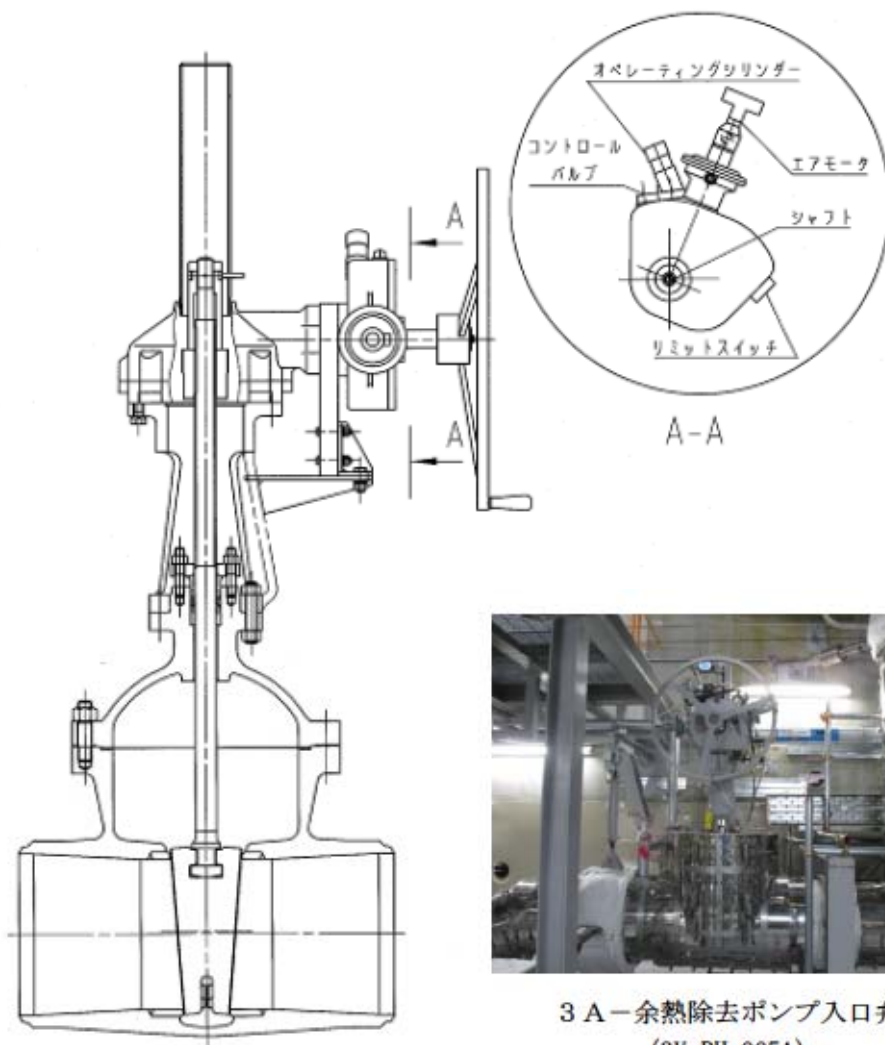 オペレーティングシリンダー
コントロール
バルブ
エアモータ
シャフト
リミットスイッチ
A
A
A-A
3A－余熱除去ポンプ入口